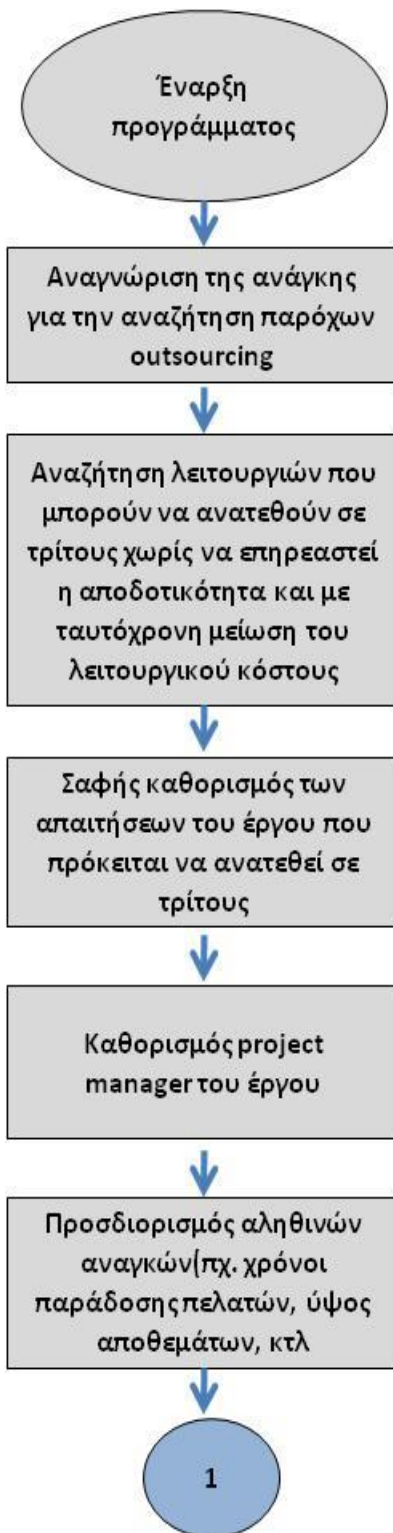 Έναρξη
προγράμματος
Αναγνώριση της ανάγκης
για την αναζήτηση παρόχων
outsourcing
Αναζήτηση λειτουργιών που
μπορούν να ανατεθούν σε
τρίτους χωρίς να επηρεαστεί
η αποδοτικότητα και με
ταυτόχρονη μείωση του
λειτουργικού κόστους
Σαφής καθορισμός των
απαιτήσεων του έργου που
πρόκειται να ανατεθεί σε
τρίτους
Καθορισμός project
manager του έργου
Προσδιορισμός αληθινών
αναγκών(πχ. χρόνοι
παράδοσης πελατών, ύψος
αποθεμάτων, κτλ
1